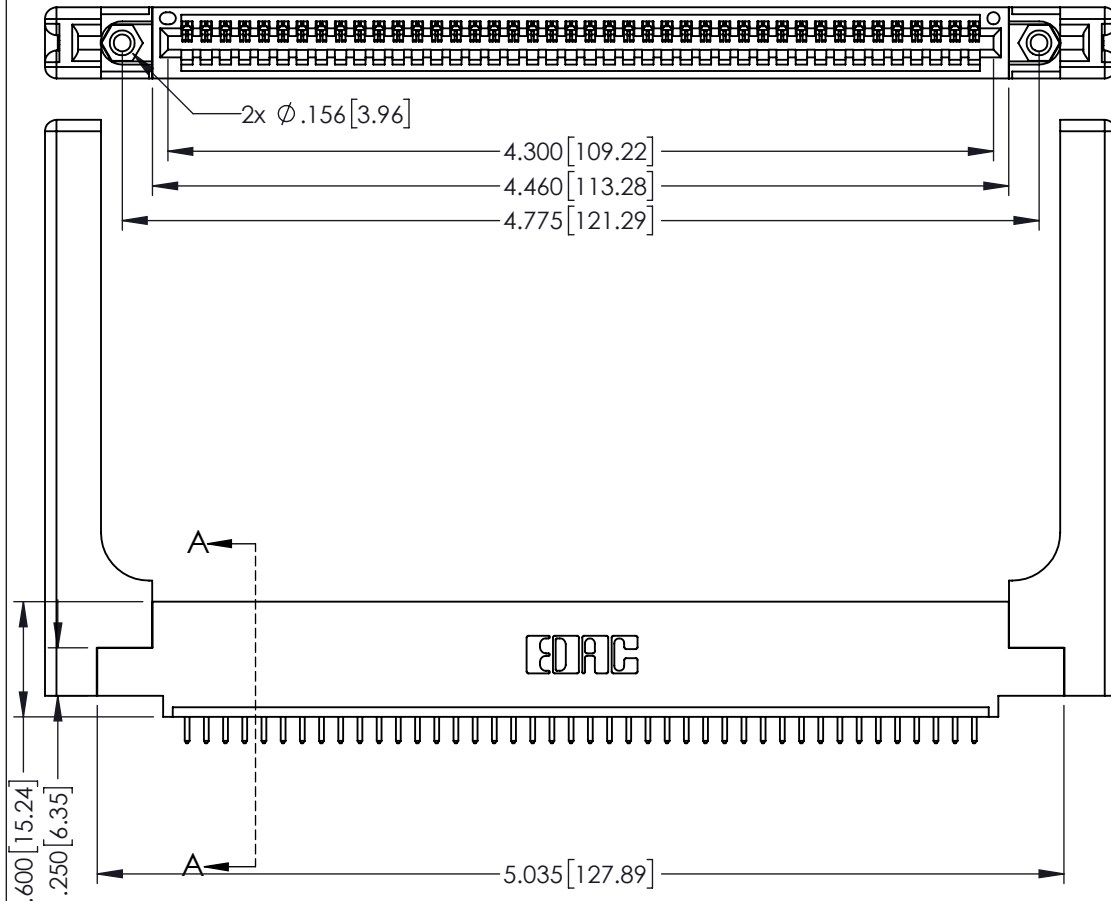 2x Ø.156[3.96]
4.300[109.22]
4.460[113.28]
4.775[121.29]
A
EDAC
.600[15.24]
.250[6.35]
A
5.035[127.89]